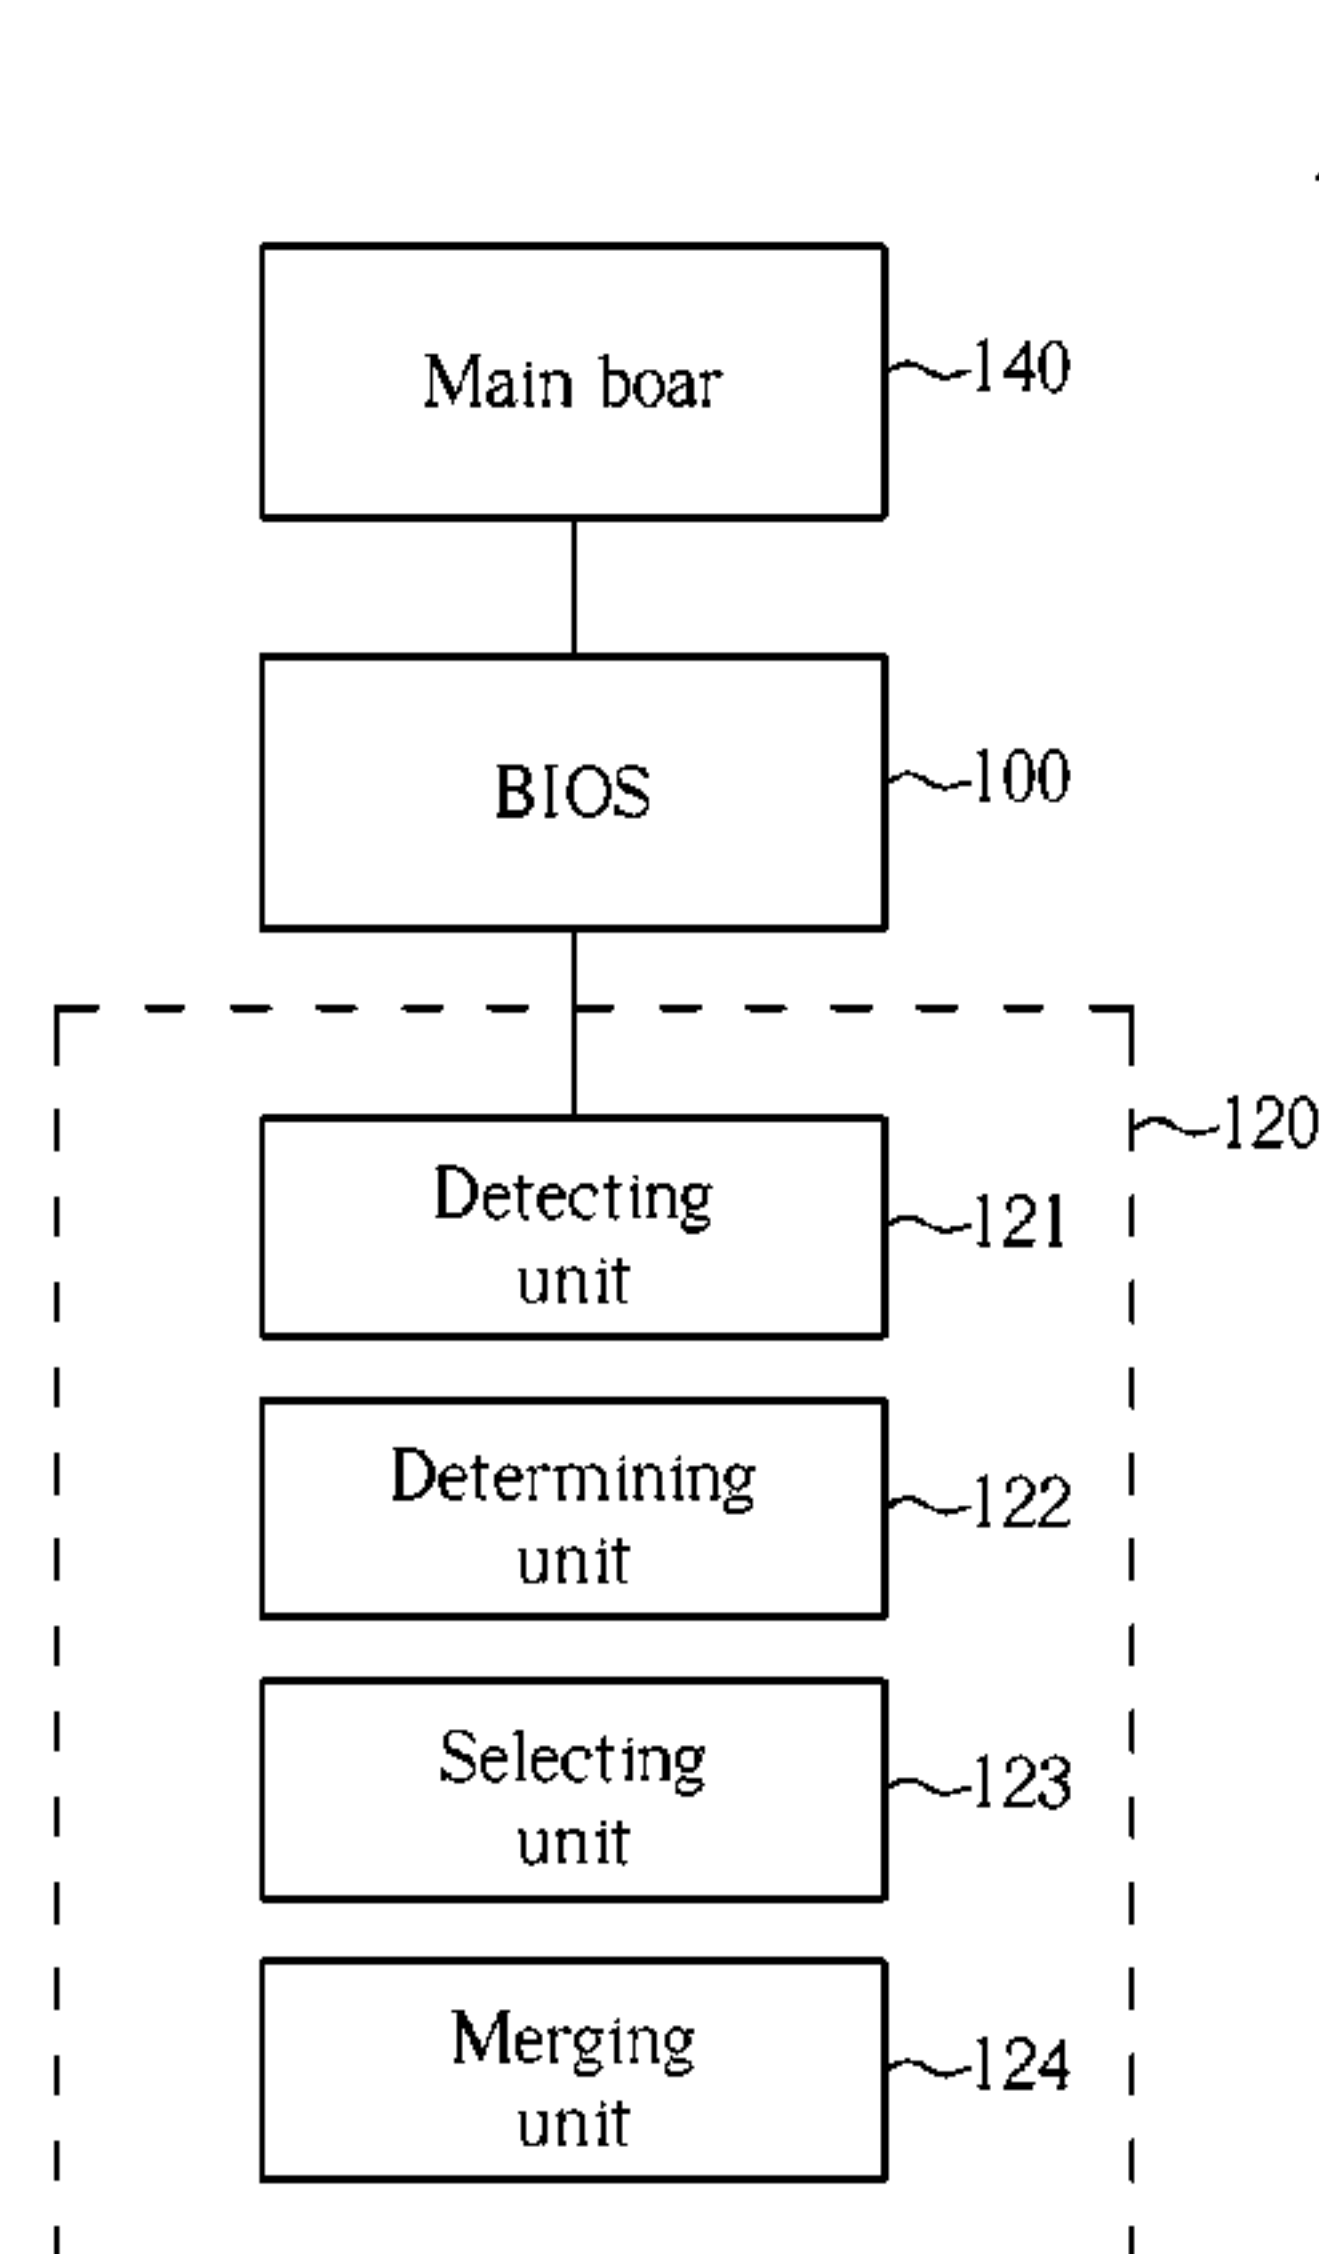 Main boar
140
BIOS
100
120
Detecting
unit
121
Determining
unit
122
Selecting
unit
123
Merging
unit
124